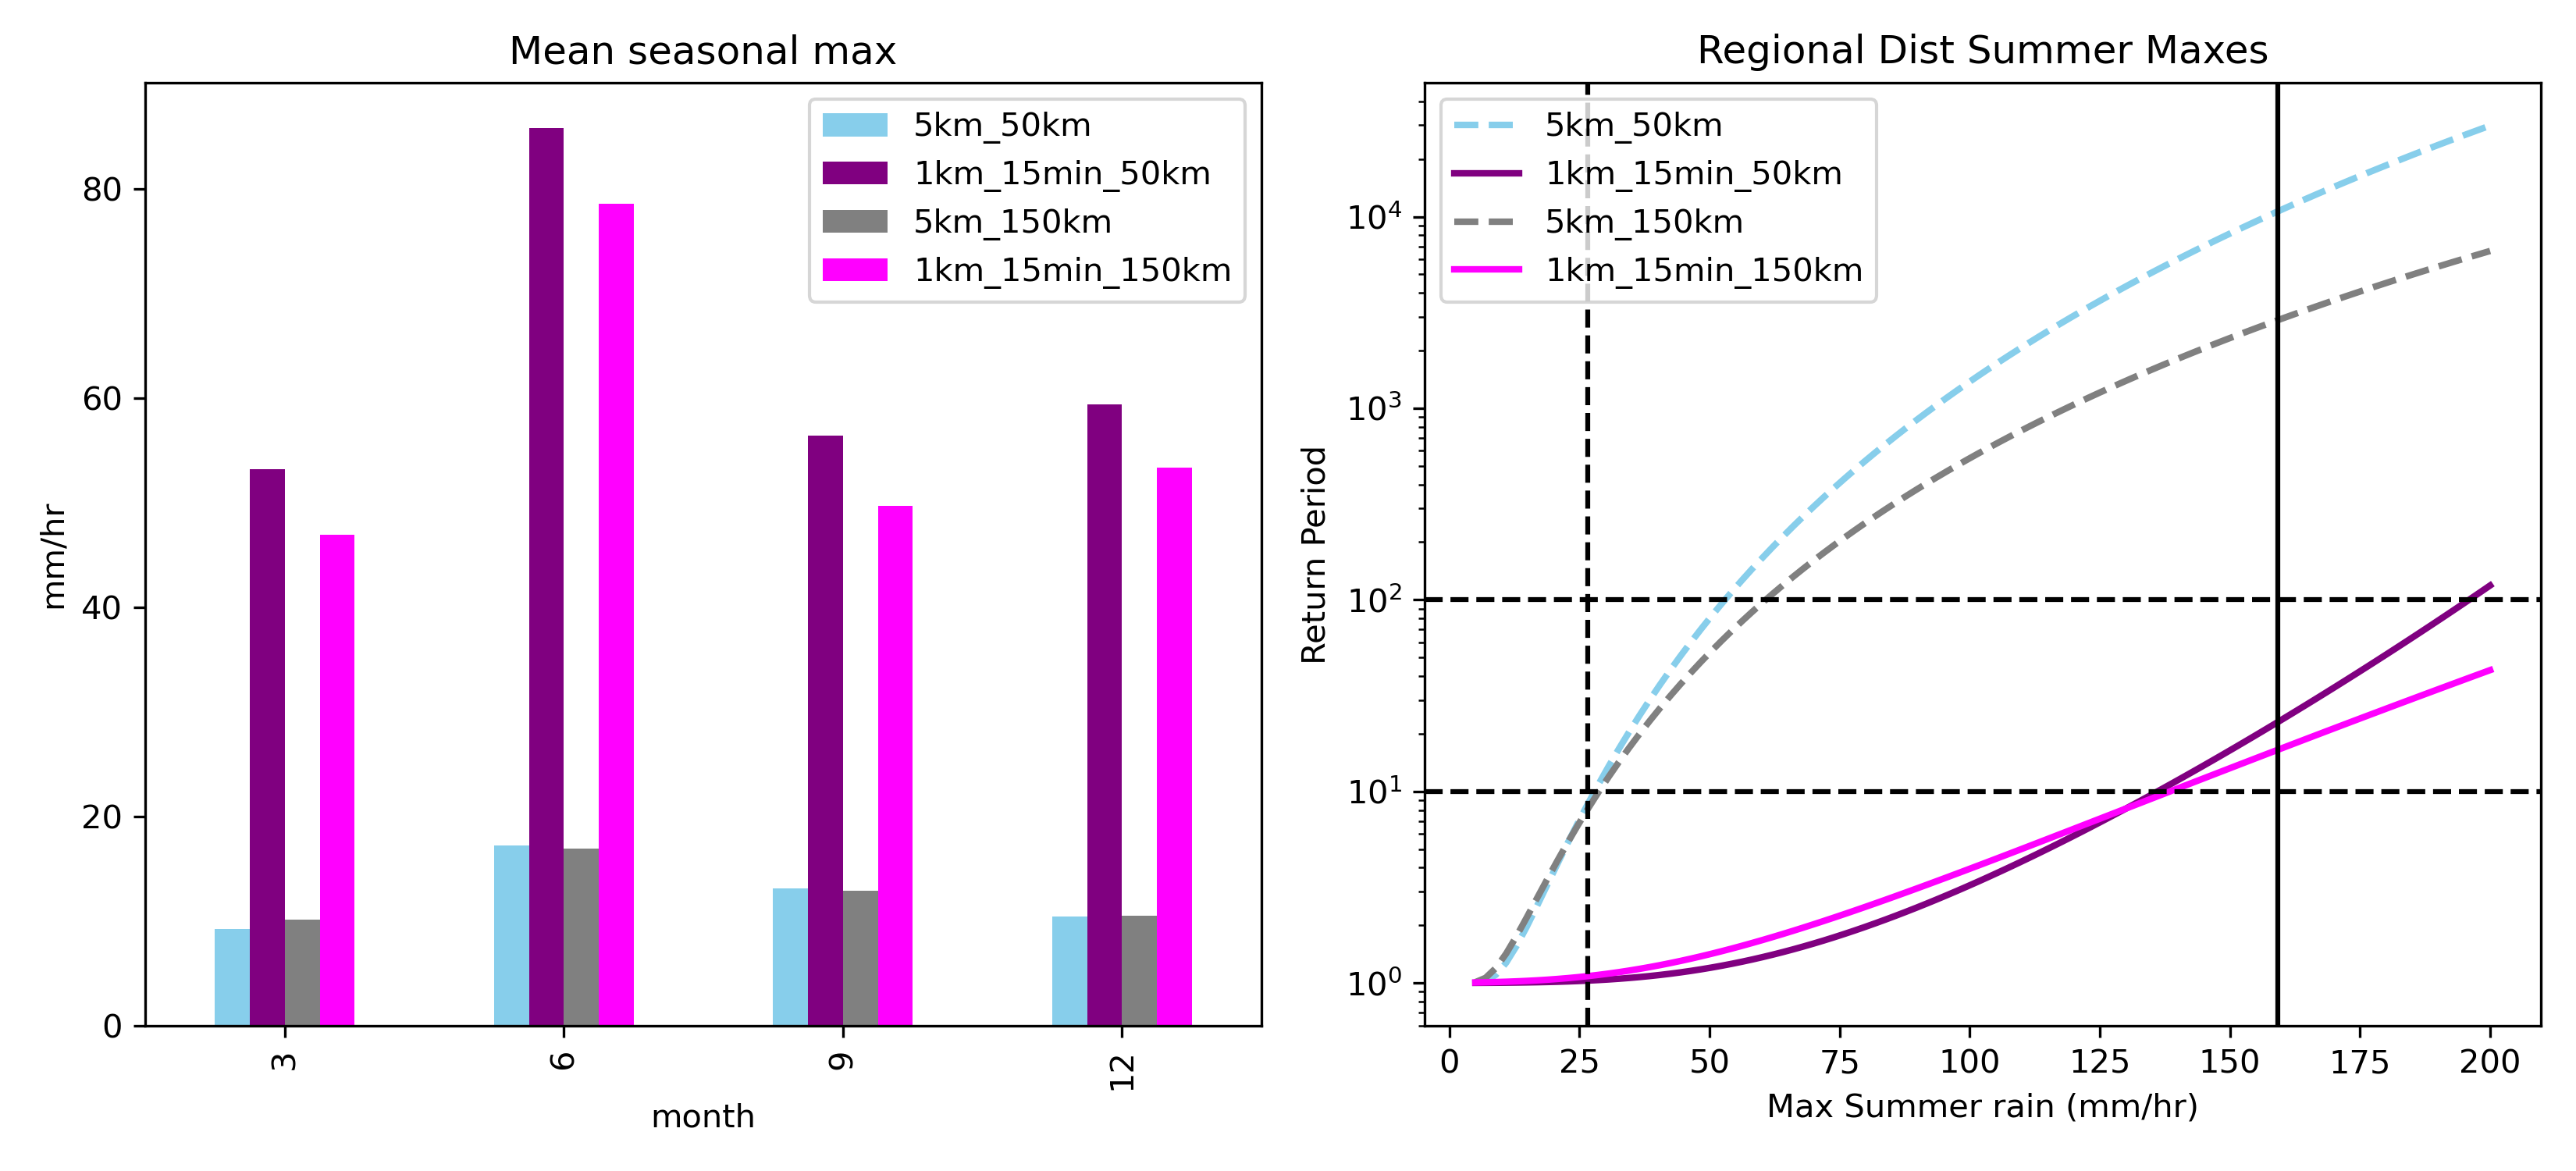 Mean seasonal max
mm/hr
80
60
40
20
0
3
6
9
12
month
5km_50km
1km_15min_50km
5km_150km
1km_15min_150km
Regional Dist Summer Maxes
Return Period
10⁴
10³
10²
10¹
10⁰
0 25 50 75 100 125 150 175 200
Max Summer rain (mm/hr)
5km_50km
1km_15min_50km
5km_150km
1km_15min_150km